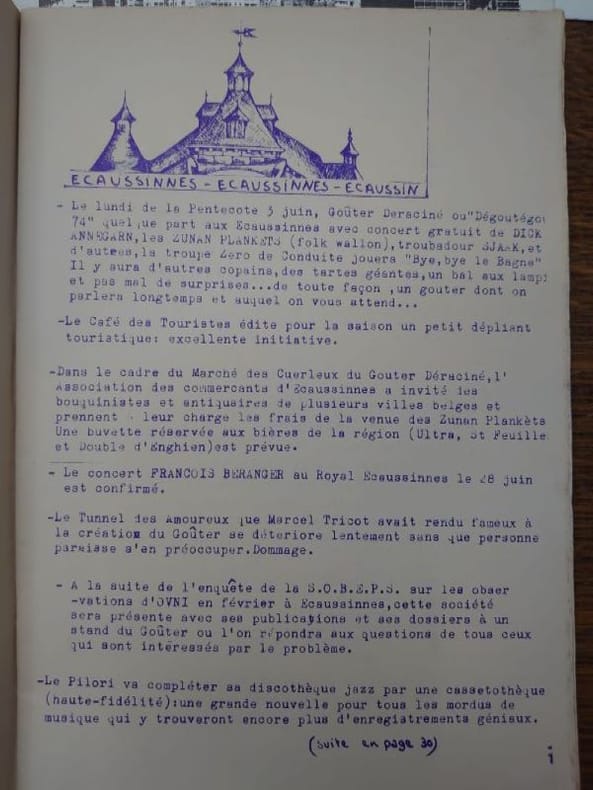 ECAUSSINNES - ECAUSSINNES - ECAUSSIN
- Le lundi de la Pentecote 3 juin, Goûter Deraciné ou"Dégoutégou
74" quelque part aux Ecaussinnes avec concert gratuit de DICK
ANNEGARN,les ZUNAN PLANKETS (folk wallon),troubadour SJAAK,et
d'autres,la troupe Zero de Conduite jouera "Bye,bye le Bagne"
Il y aura d'autres copains,des tartes géantes,un bal aux lampi
et pas mal de surprises...de toute façon ,un gouter dont on
parlera longtemps et auquel on vous attend...
-Le Café des Touristes édite pour la saison un petit dépliant
touristique: excellente initiative.
-Dans le cadre du Marché des Cuerleux du Gouter Déraciné,l'
Association des commercants d'Ecaussinnes a invité des
bouquinistes et antiquaires de plusieurs villes belges et
prennent leur charge les frais de la venue des Zunan Plankèts
Une buvette réservée aux bières de la région (Ultra, St Feuille
et Double d'Enghien)est prévue.
- Le concert FRANCOIS BERANGER au Royal Ecaussinnes le 28 juin
est confirmé.
-Le Tunnel des Amoureux que Marcel Tricot avait rendu fameux à
la création du Goûter se déteriore lentement sans que personne
paraisse s'en préoccuper.Dommage.
- A la suite de l'enquête de la S.O.B.E.P.S. sur les obser
-vations d'OVNI en février à Ecaussinnes,cette société
sera présente avec ses publications et ses dossiers à un
stand du Goûter ou l'on répondra aux questions de tous ceux
qui sont intéressés par le problème.
-Le Pilori va compléter sa discothèque jazz par une cassetothèque
(haute-fidélité):une grande nouvelle pour tous les mordus de
musique qui y trouveront encore plus d'enregistrements géniaux.
(suite en page 30)
1